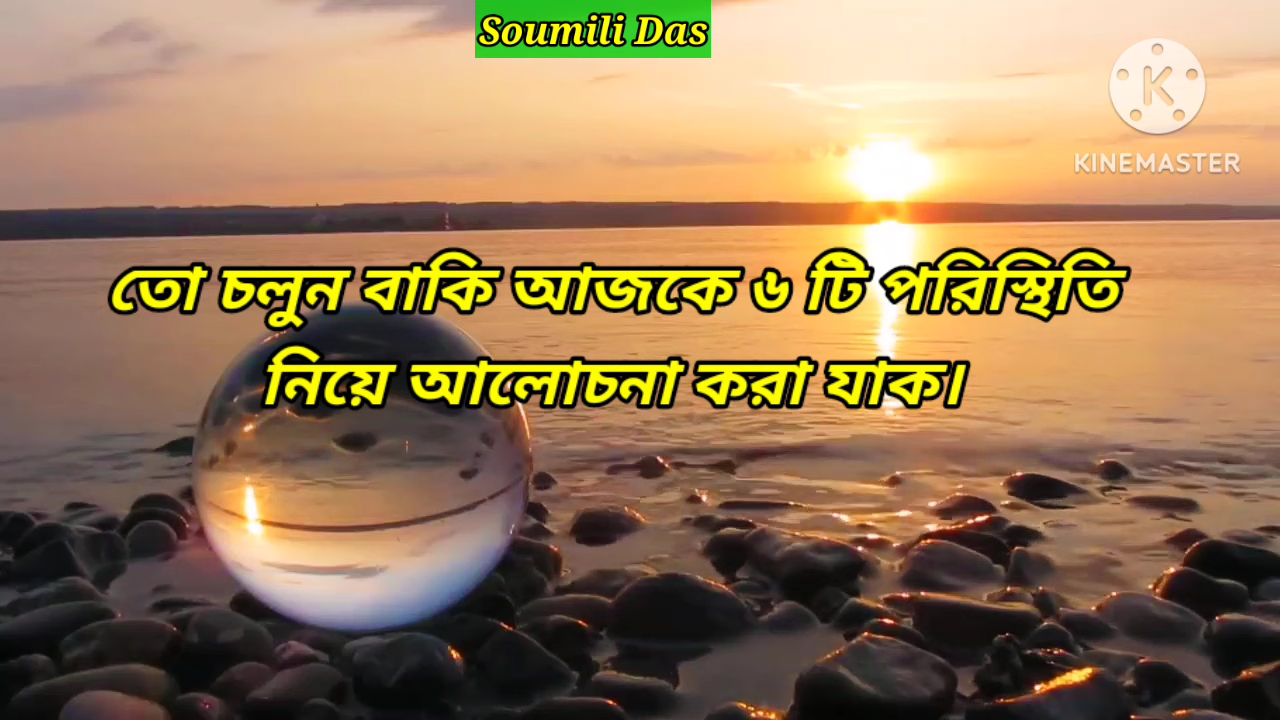 Soumili Das
K
KINEMASTER
তো চলুন বাকি আজকে ৬ টি পরিস্থিতি
নিয়ে আলোচনা করা যাক।